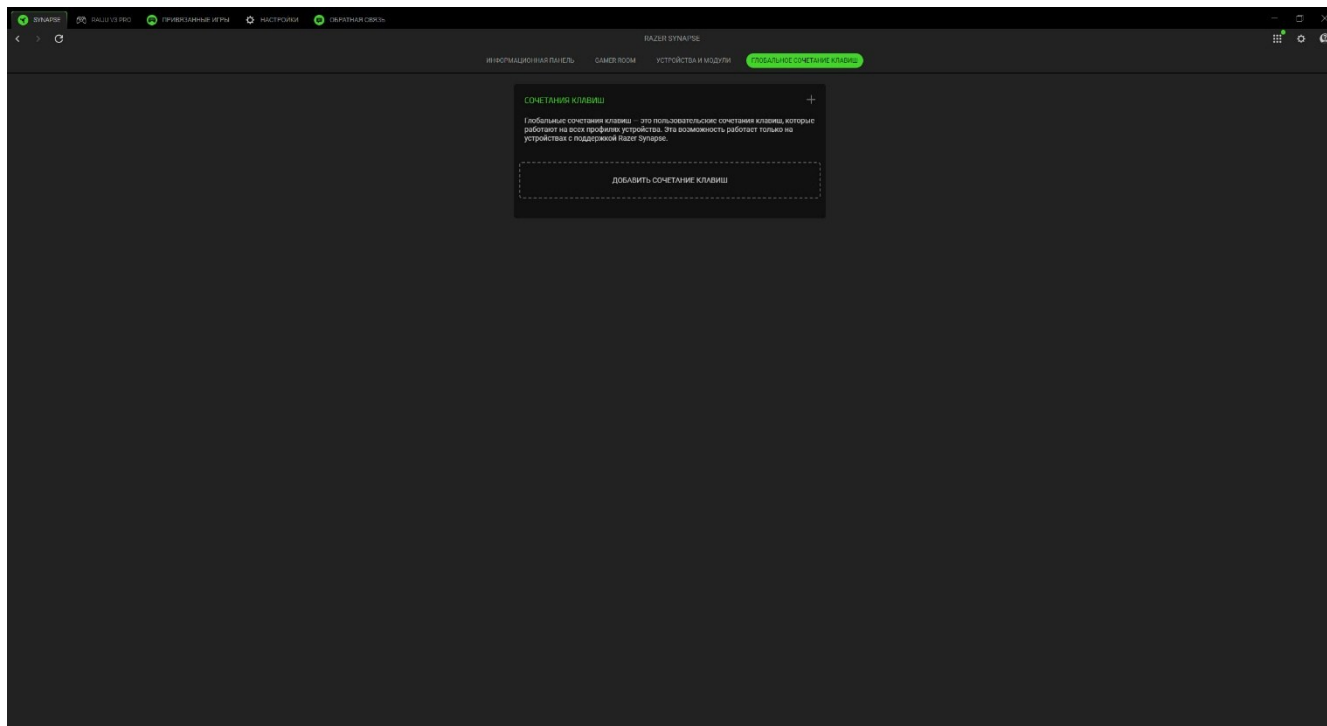 SYNAPSE RAIJU V3 PRO ПРИВЯЗАННЫЕ ИГРЫ НАСТРОЙКИ ОБРАТНАЯ СВЯЗЬ
RAZER SYNAPSE
ИНФОРМАЦИОННАЯ ПАНЕЛЬ GAMER ROOM УСТРОЙСТВА И МОДУЛИ ГЛОБАЛЬНОЕ СОЧЕТАНИЕ КЛАВИШ
СОЧЕТАНИЯ КЛАВИШ
Глобальные сочетания клавиш — это пользовательские сочетания клавиш, которые
работают на всех профилях устройства. Эта возможность работает только на
устройствах с поддержкой Razer Synapse.
ДОБАВИТЬ СОЧЕТАНИЕ КЛАВИШ